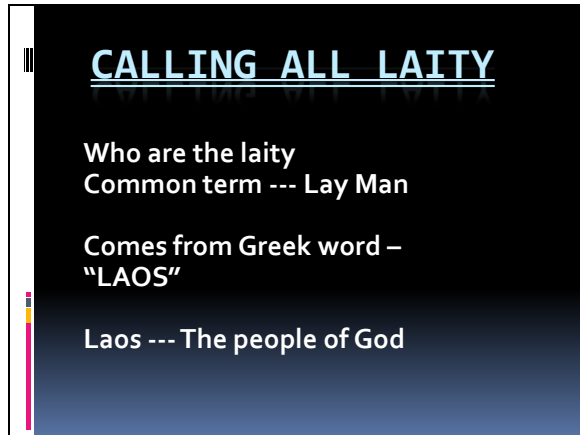 CALLING ALL LAITY
Who are the laity
Common term --- Lay Man
Comes from Greek word –
“LAOS”
Laos --- The people of God